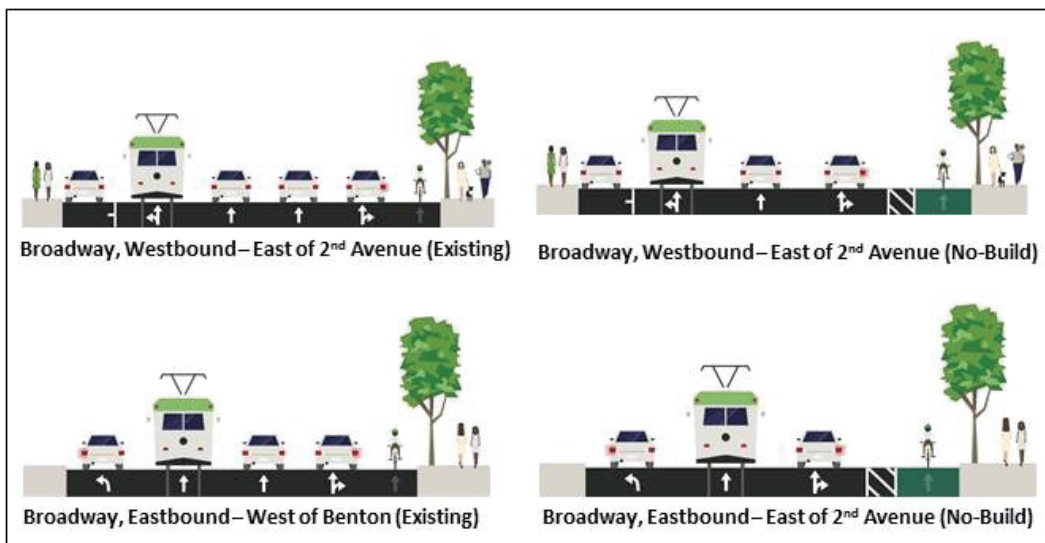 Broadway, Westbound – East of 2nd Avenue (Existing)
Broadway, Westbound – East of 2nd Avenue (No-Build)
Broadway, Eastbound – West of Benton (Existing)
Broadway, Eastbound – East of 2nd Avenue (No-Build)